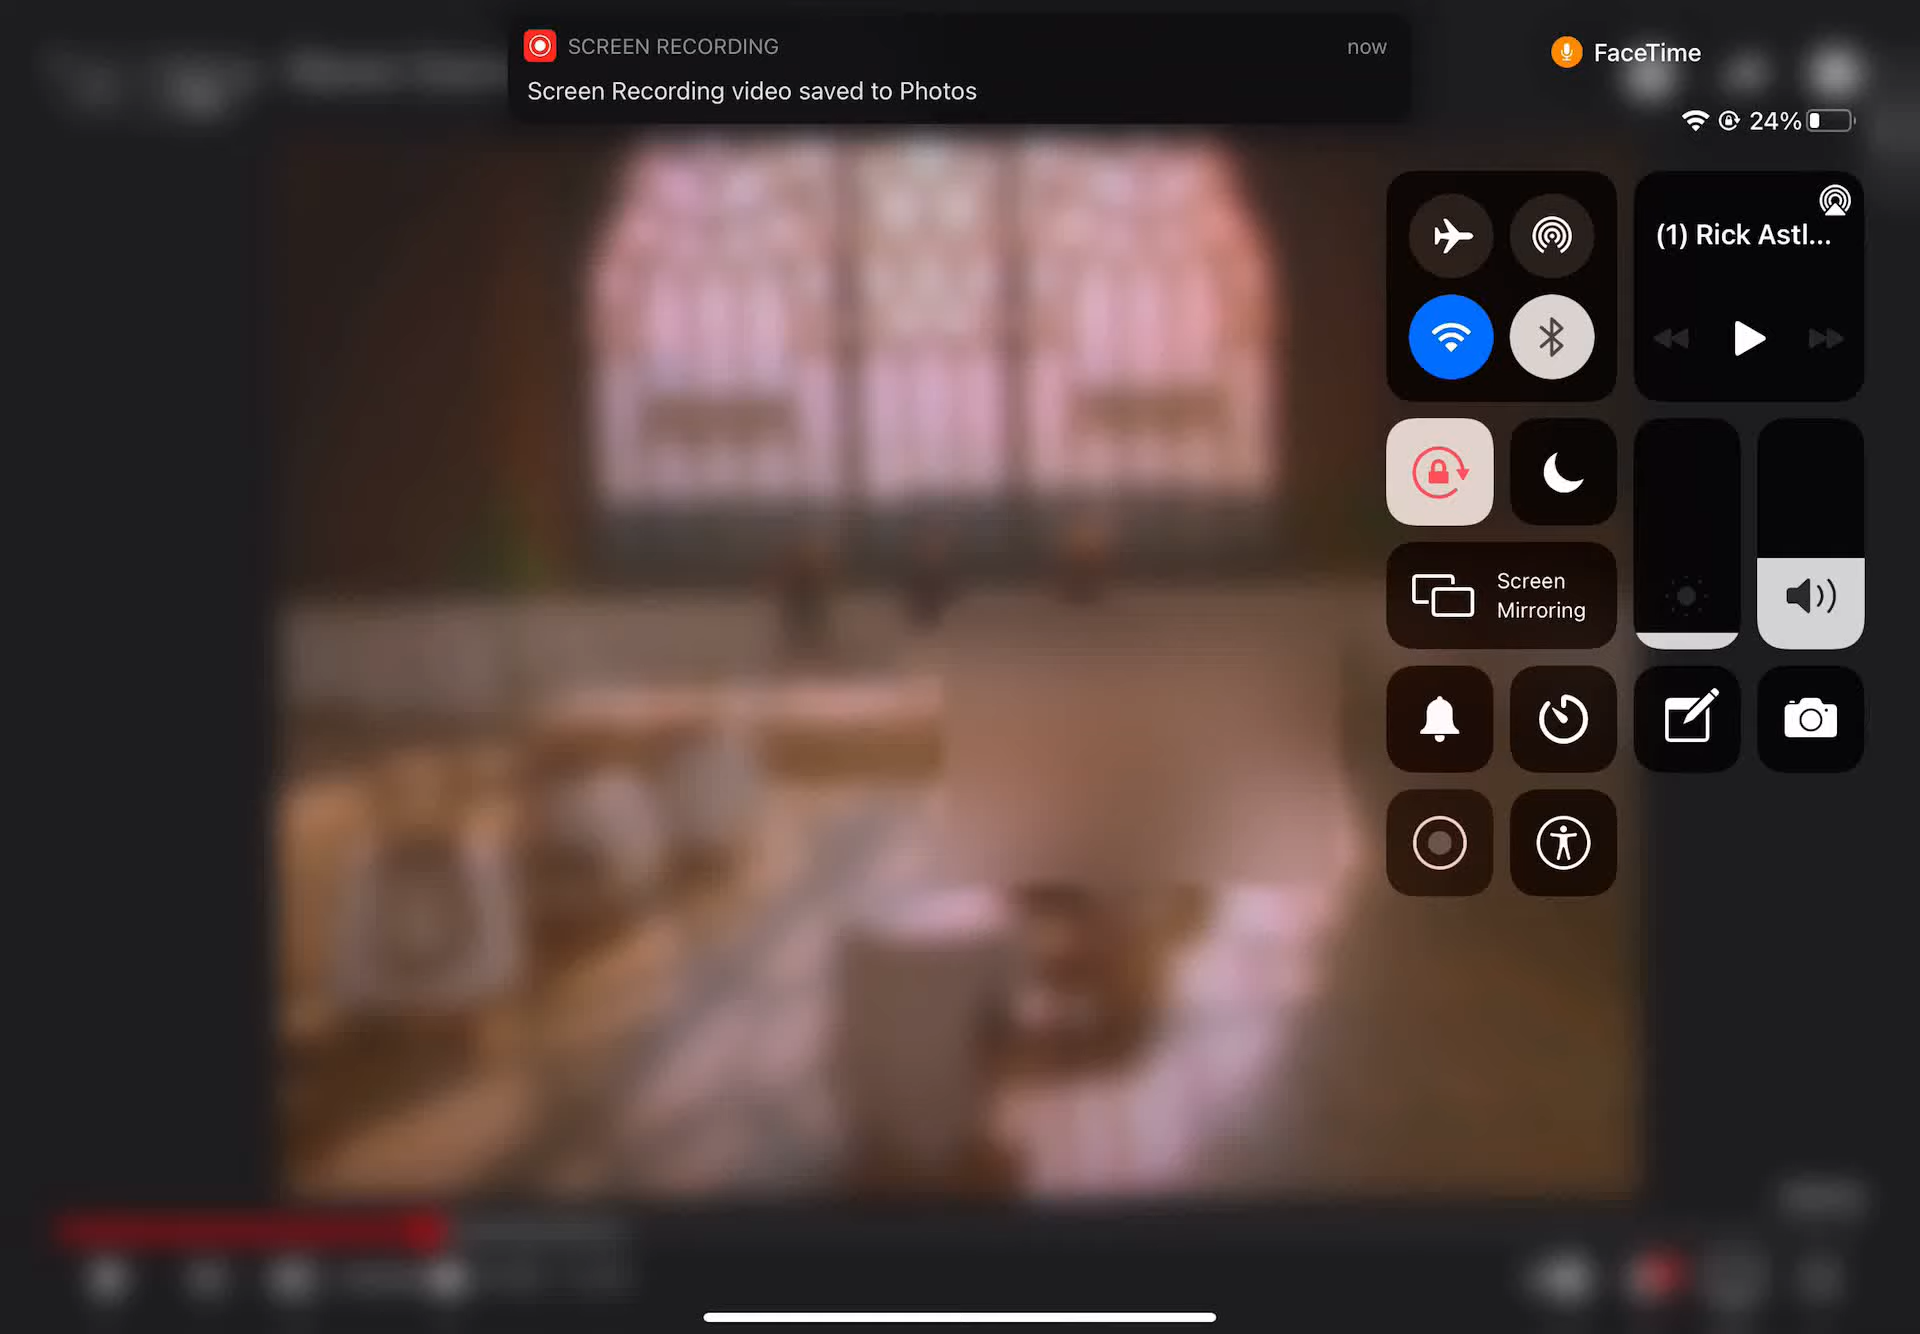 SCREEN RECORDING
now
Screen Recording video saved to Photos
FaceTime
24%
(1) Rick Astl...
Screen
Mirroring